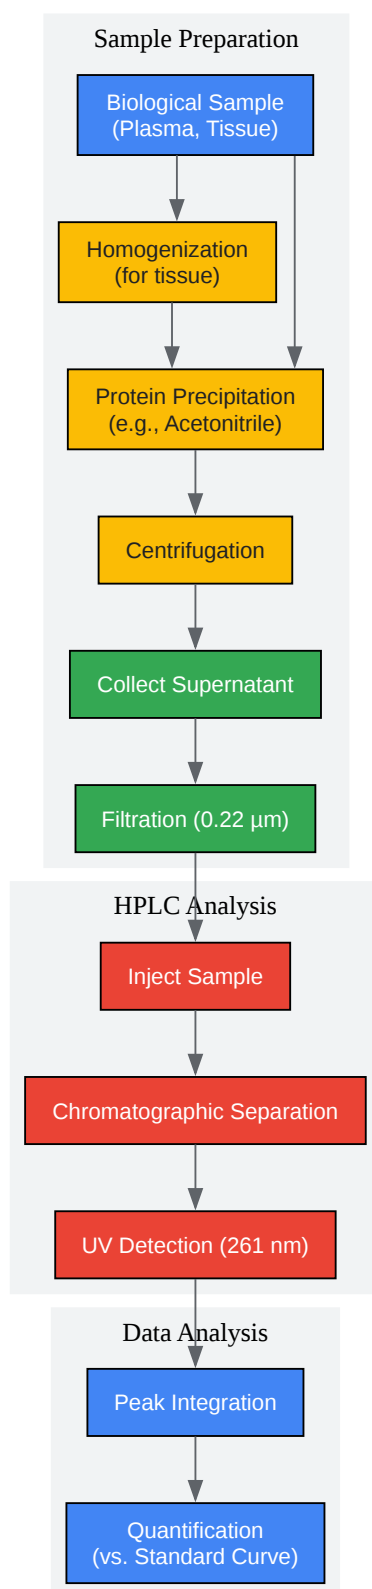 Sample Preparation
Biological Sample
(Plasma, Tissue)
Homogenization
(for tissue)
Protein Precipitation
(e.g., Acetonitrile)
Centrifugation
Collect Supernatant
Filtration (0.22 µm)
HPLC Analysis
Inject Sample
Chromatographic Separation
UV Detection (261 nm)
Data Analysis
Peak Integration
Quantification
(vs. Standard Curve)